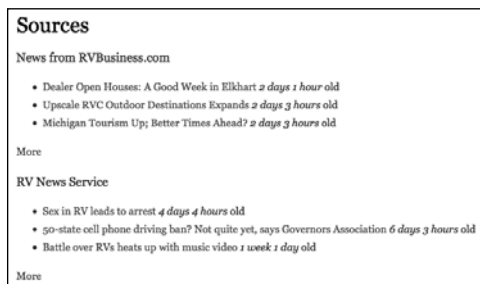 Sources
News from RVBusiness.com
• Dealer Open Houses: A Good Week in Elkhart 2 days 1 hour old
• Upscale RVC Outdoor Destinations Expands 2 days 3 hours old
• Michigan Tourism Up; Better Times Ahead? 2 days 3 hours old
More
RV News Service
• Sex in RV leads to arrest 4 days 4 hours old
• 50-state cell phone driving ban? Not quite yet, says Governors Association 6 days 3 hours old
• Battle over RVs heats up with music video 1 week 1 day old
More